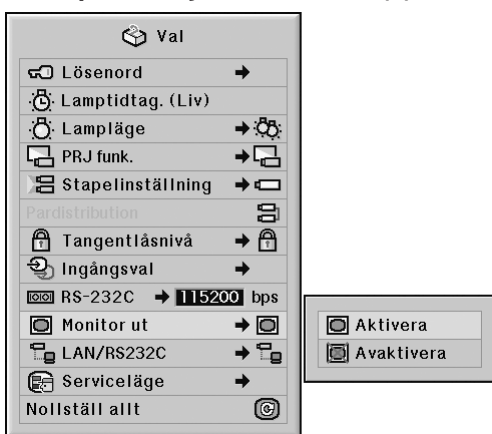 Val
Lösenord
Lamptidtag. (Liv)
Lampläge
PRJ funk.
Stapelinställning
Pardistribution
Tangentlåsnivå
Ingångsval
RS-232C 115200 bps
Monitor ut
LAN/RS232C
Serviceläge
Nollställ allt
Aktivera
Avaktivera